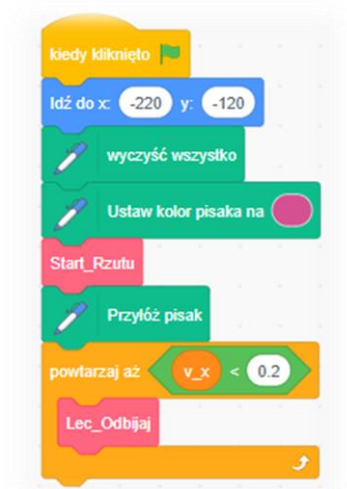 kiedy kliknięto
Idź do x: -220 y: -120
wyczyść wszystko
Ustaw kolor pisaka na
Start_Rzutu
Przyłóż pisak
powtarzaj aż v_x < 0.2
Lec_Odbijaj